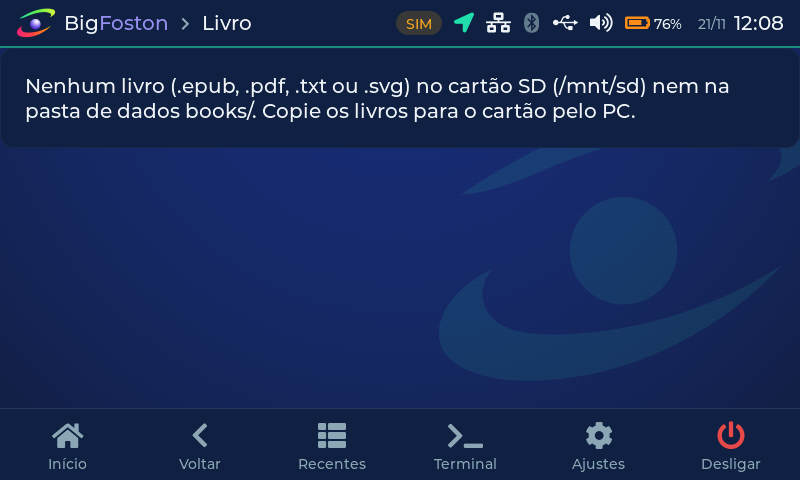 BigFoston > Livro
SIM
76%
21/11 12:08
Nenhum livro (.epub, .pdf, .txt ou .svg) no cartão SD (/mnt/sd) nem na
pasta de dados books/. Copie os livros para o cartão pelo PC.
Início
Voltar
Recentes
Terminal
Ajustes
Desligar